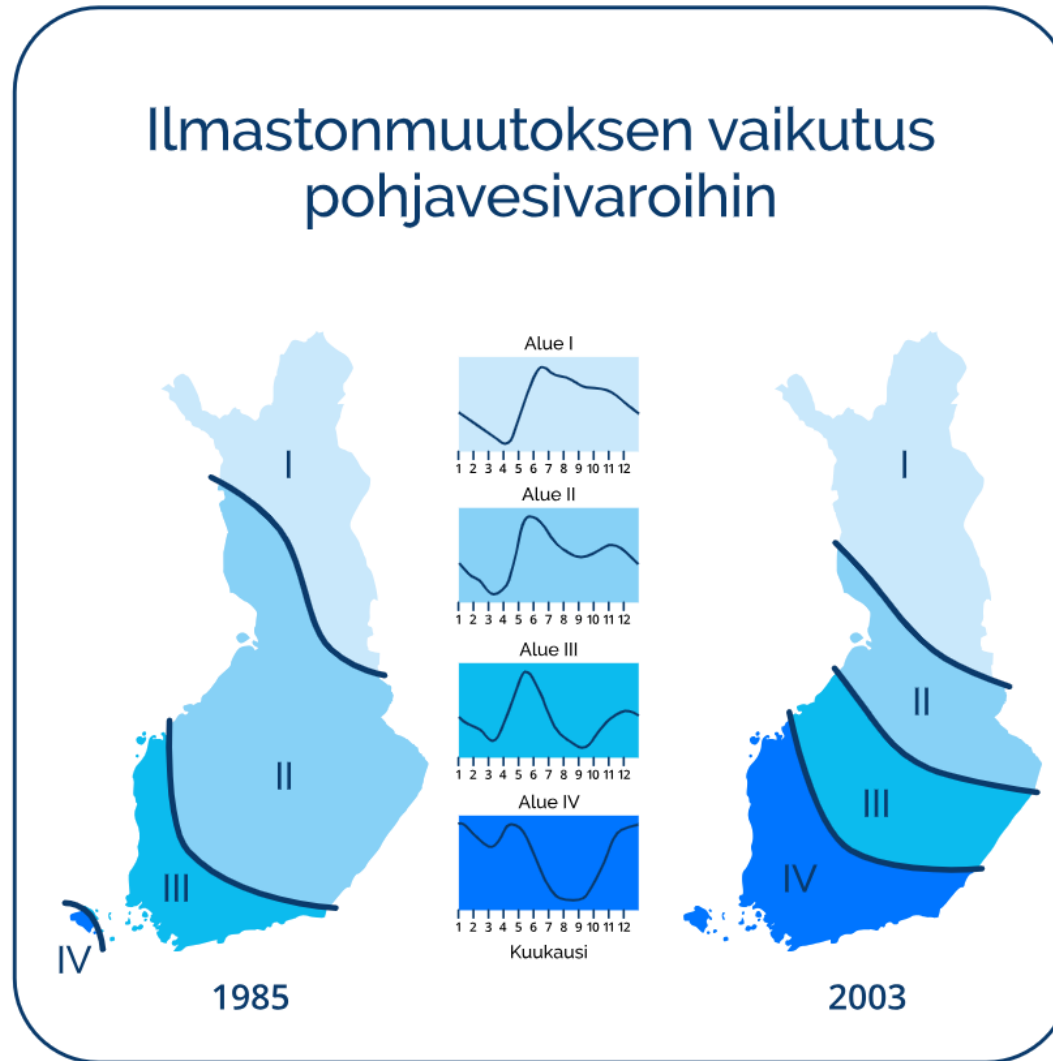 Ilmastonmuutoksen vaikutus
pohjavesivaroihin
I
II
III
IV
1985
Alue I
1 2 3 4 5 6 7 8 9 10 11 12
Alue II
1 2 3 4 5 6 7 8 9 10 11 12
Alue III
1 2 3 4 5 6 7 8 9 10 11 12
Alue IV
1 2 3 4 5 6 7 8 9 10 11 12
Kuukausi
I
II
III
IV
2003